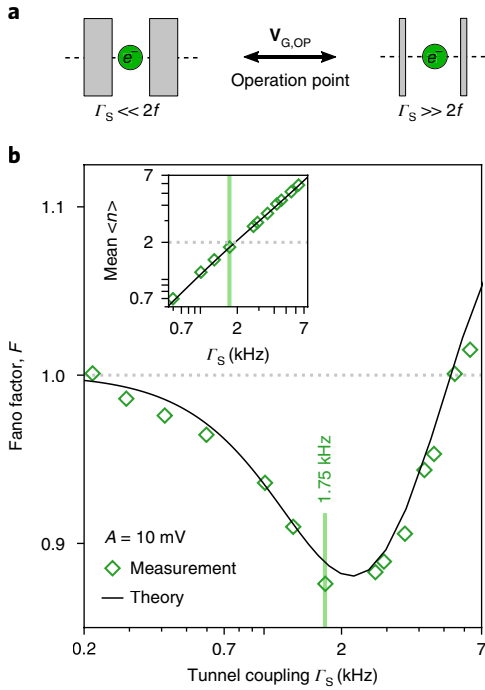 a
e⁻
Γ_S << 2f
V_G,OP
Operation point
e⁻
Γ_S >> 2f
b
1.1
1.0
0.9
Fano factor, F
7
2
0.7
Mean <n>
0.7
2
7
Γ_S (kHz)
1.75 kHz
A = 10 mV
Measurement
Theory
0.2
0.7
2
7
Tunnel coupling Γ_S (kHz)